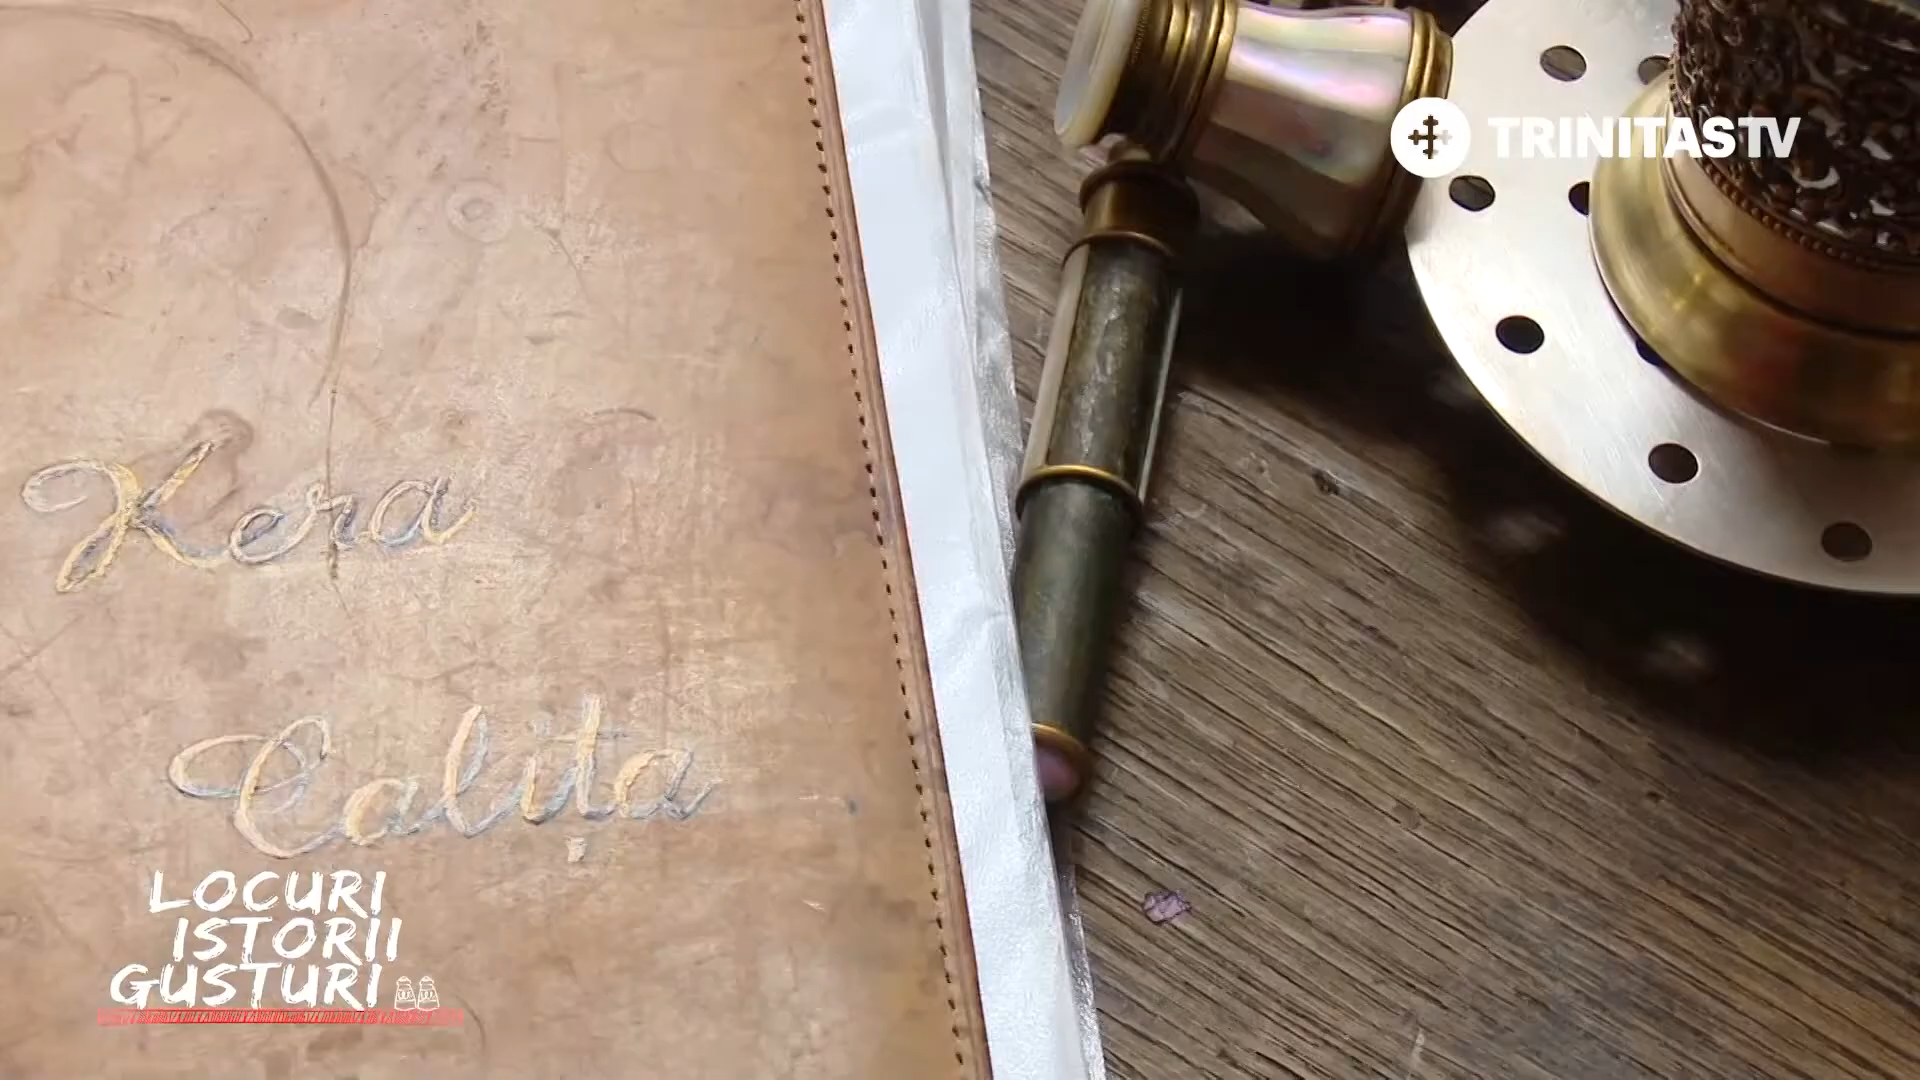 TRINITAS TV
Kera
Calița
LOCURI
ISTORII
GUSTURI